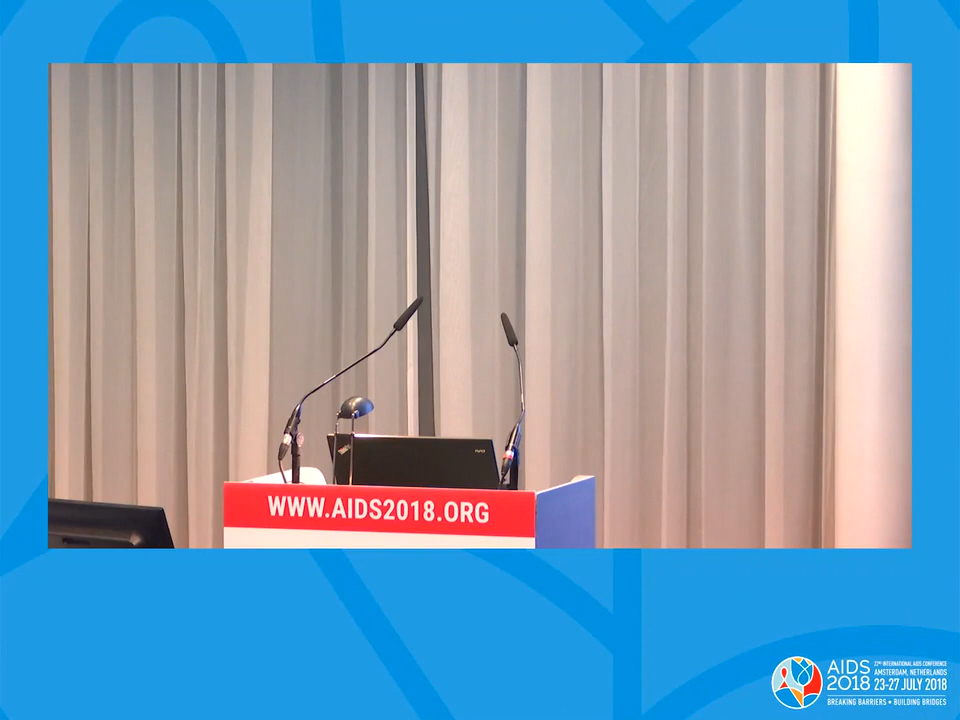 WWW.AIDS2018.ORG
AIDS 2018
22ND INTERNATIONAL AIDS CONFERENCE
AMSTERDAM, NETHERLANDS
23-27 JULY 2018
BREAKING BARRIERS • BUILDING BRIDGES